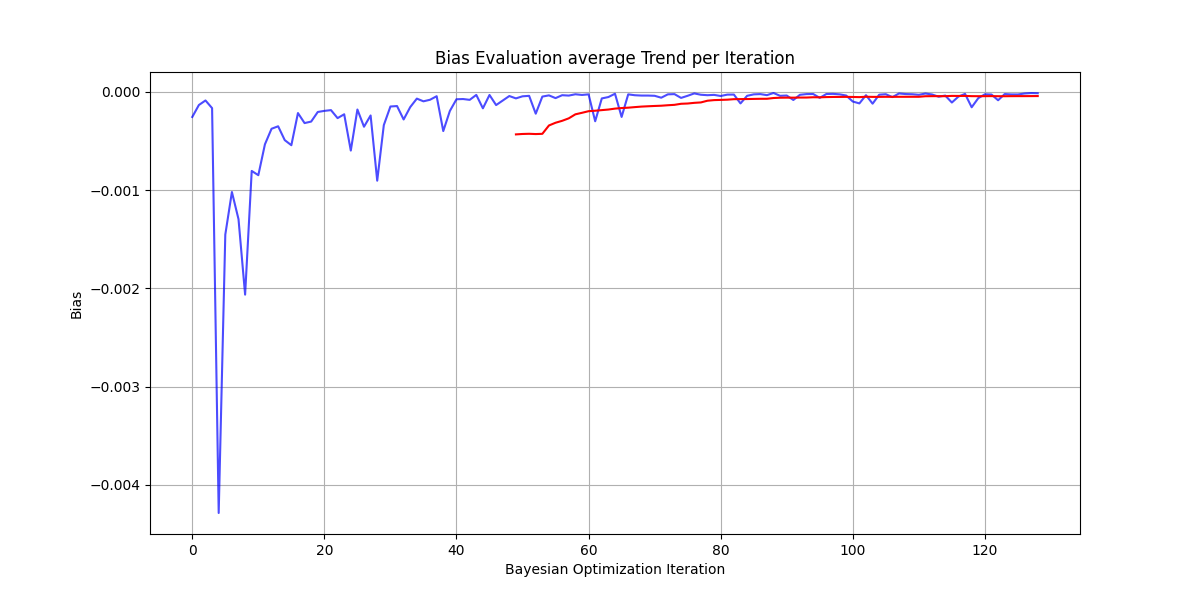 Bias Evaluation average Trend per Iteration
Bias
0.000
−0.001
−0.002
−0.003
−0.004
0 20 40 60 80 100 120
Bayesian Optimization Iteration